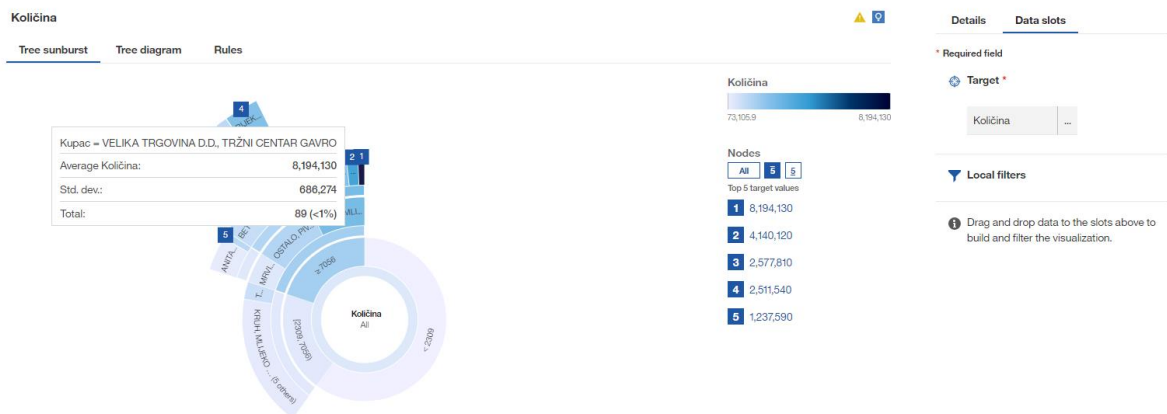 Količina
Tree sunburst Tree diagram Rules
Details Data slots
* Required field
Target *
Količina ...
Local filters
Drag and drop data to the slots above to
build and filter the visualization.
Količina
73,105.9 8,194,130
Nodes
All 5 5
Top 5 target values
1 8,194,130
2 4,140,120
3 2,577,810
4 2,511,540
5 1,237,590
4
Kupac = VELIKA TRGOVINA D.D., TRŽNI CENTAR GAVRO
Average Količina: 8,194,130
Std. dev.: 686,274
Total: 89 (<1%)
2 1
5
ANITA...
MRVI...
OSTALO, PIV...
MLI...
≥ 7056
T...
KRUH, MLIJEKO ... (5 others)
[2309, 7056)
Količina
All
< 2309